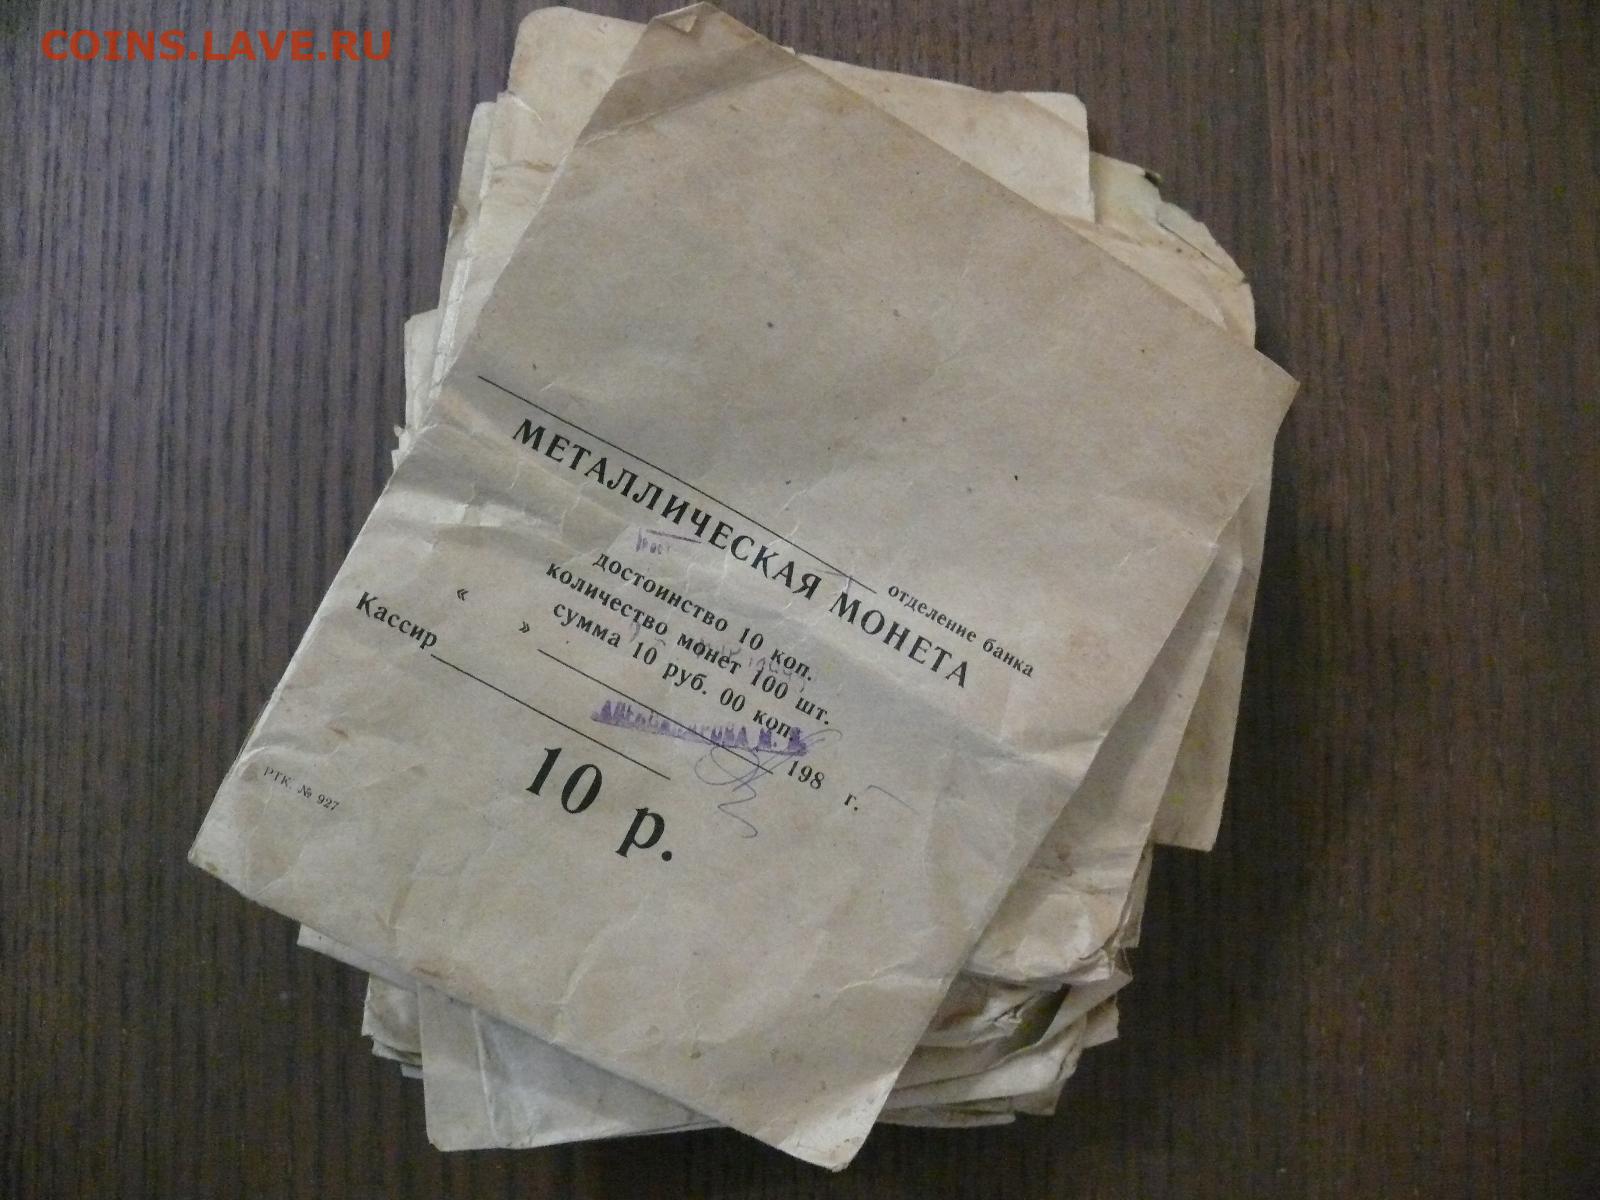 COINS.LAVE.RU
отделение банка
МЕТАЛЛИЧЕСКАЯ МОНЕТА
достоинство 10 коп.
количество монет 100 шт.
сумма 10 руб. 00 коп.
« » 198 г.
Кассир
10 р.
РТК. № 927